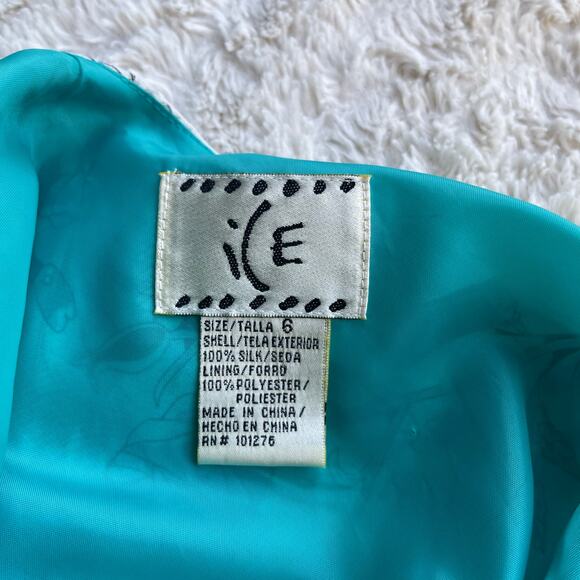 iCE
SIZE/TALLA 6
SHELL/TELA EXTERIOR
100% SILK/SEDA
LINING/FORRO
100% POLYESTER/
POLIESTER
MADE IN CHINA/
HECHO EN CHINA
RN# 101276